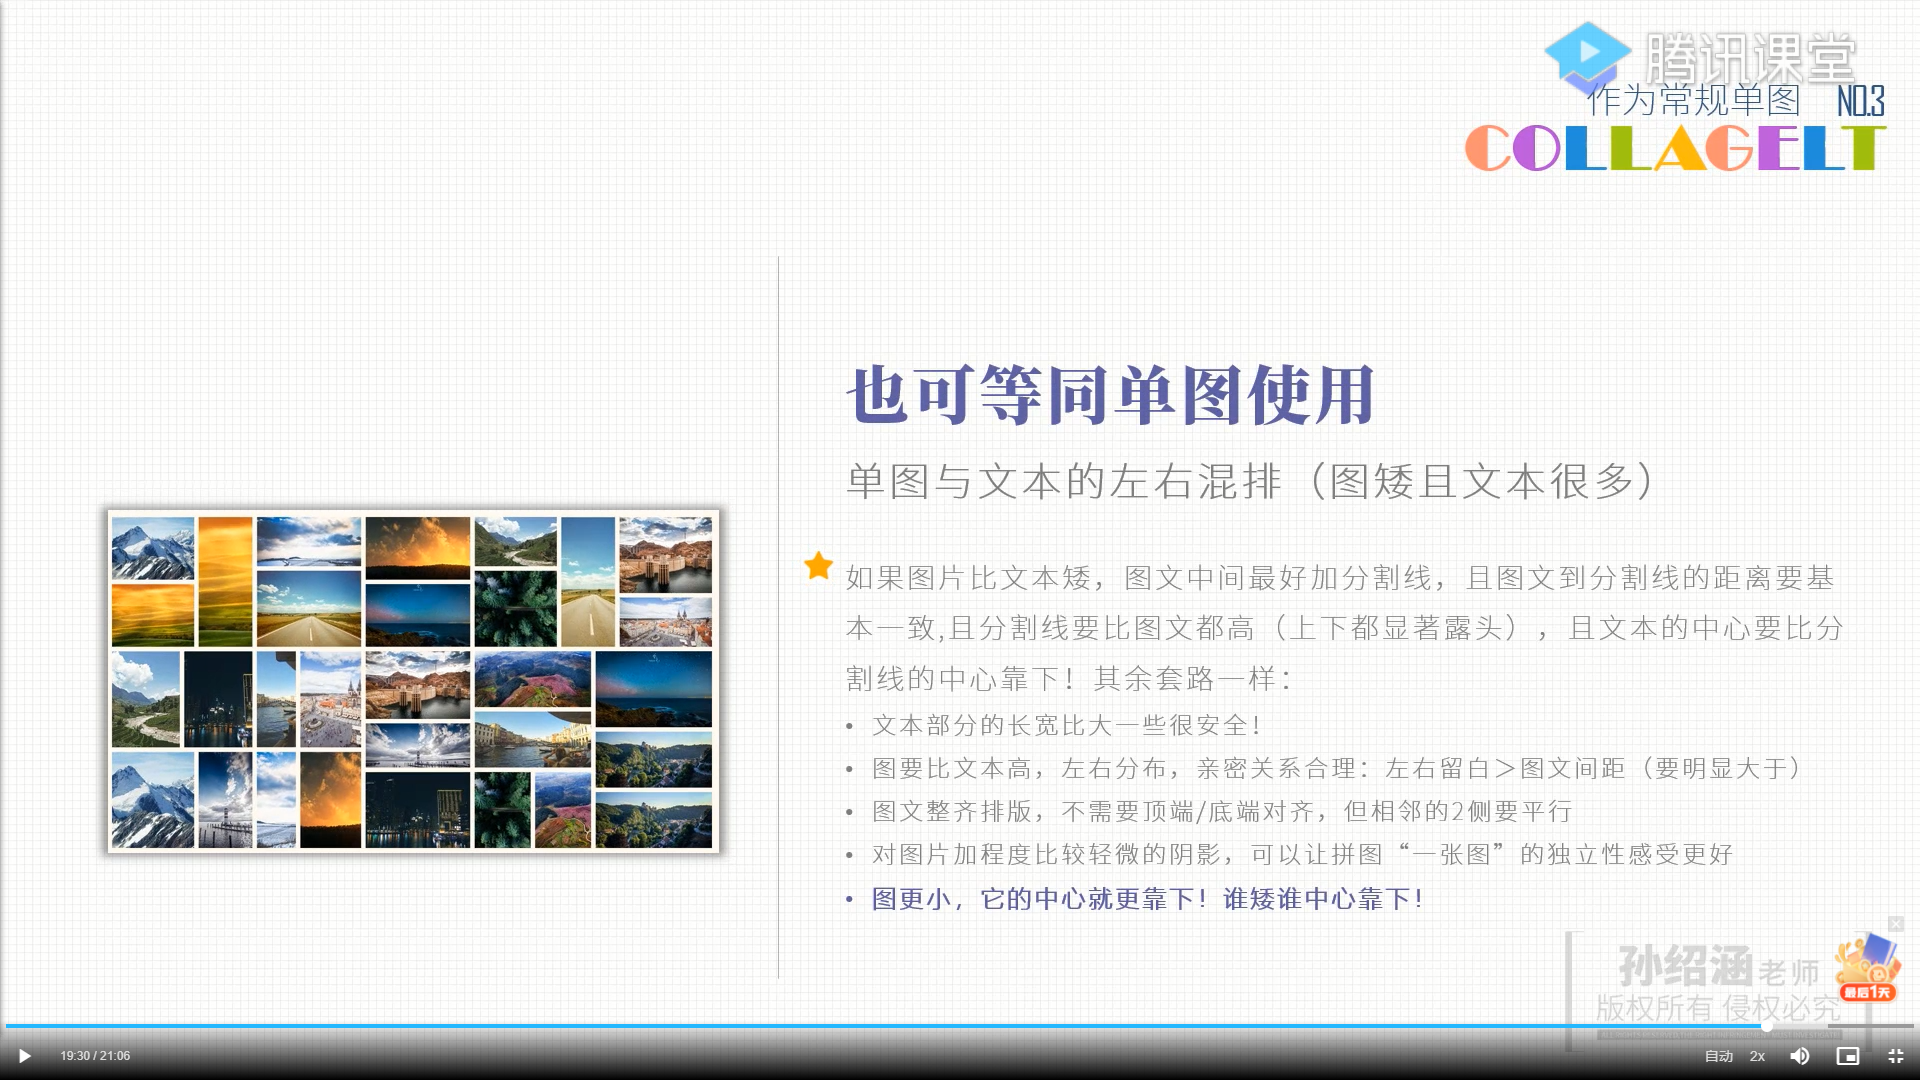 腾讯课堂
作为常规单图 NO.3
COLLAGELT
也可等同单图使用
单图与文本的左右混排（图矮且文本很多）
如果图片比文本矮，图文中间最好加分割线，且图文到分割线的距离要基
本一致,且分割线要比图文都高（上下都显著露头），且文本的中心要比分
割线的中心靠下！其余套路一样：
• 文本部分的长宽比大一些很安全！
• 图要比文本高，左右分布，亲密关系合理：左右留白＞图文间距（要明显大于）
• 图文整齐排版，不需要顶端/底端对齐，但相邻的2侧要平行
• 对图片加程度比较轻微的阴影，可以让拼图“一张图”的独立性感受更好
• 图更小，它的中心就更靠下！谁矮谁中心靠下！
孙绍涵老师
版权所有 侵权必究
最后1天
19:30 / 21:06
自动 2x